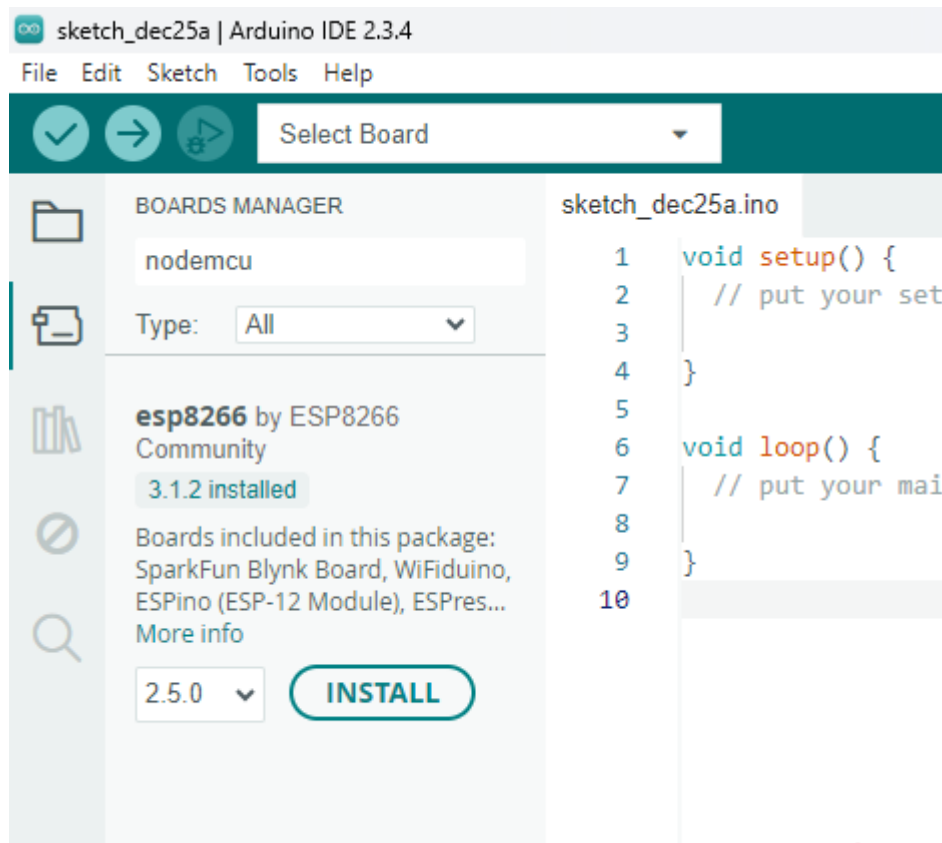 sketch_dec25a | Arduino IDE 2.3.4
File Edit Sketch Tools Help
Select Board
BOARDS MANAGER
nodemcu
Type: All
esp8266 by ESP8266
Community
3.1.2 installed
Boards included in this package:
SparkFun Blynk Board, WiFiduino,
ESPino (ESP-12 Module), ESPres...
More info
2.5.0 INSTALL
sketch_dec25a.ino
1 void setup() {
2 // put your set
3
4 }
5
6 void loop() {
7 // put your mai
8
9 }
10